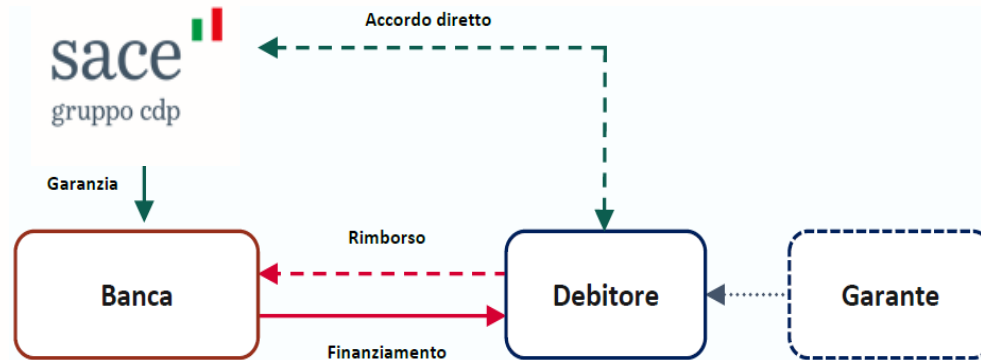 Accordo diretto
sace
gruppo cdp
Garanzia
Rimborso
Banca
Debitore
Garante
Finanziamento